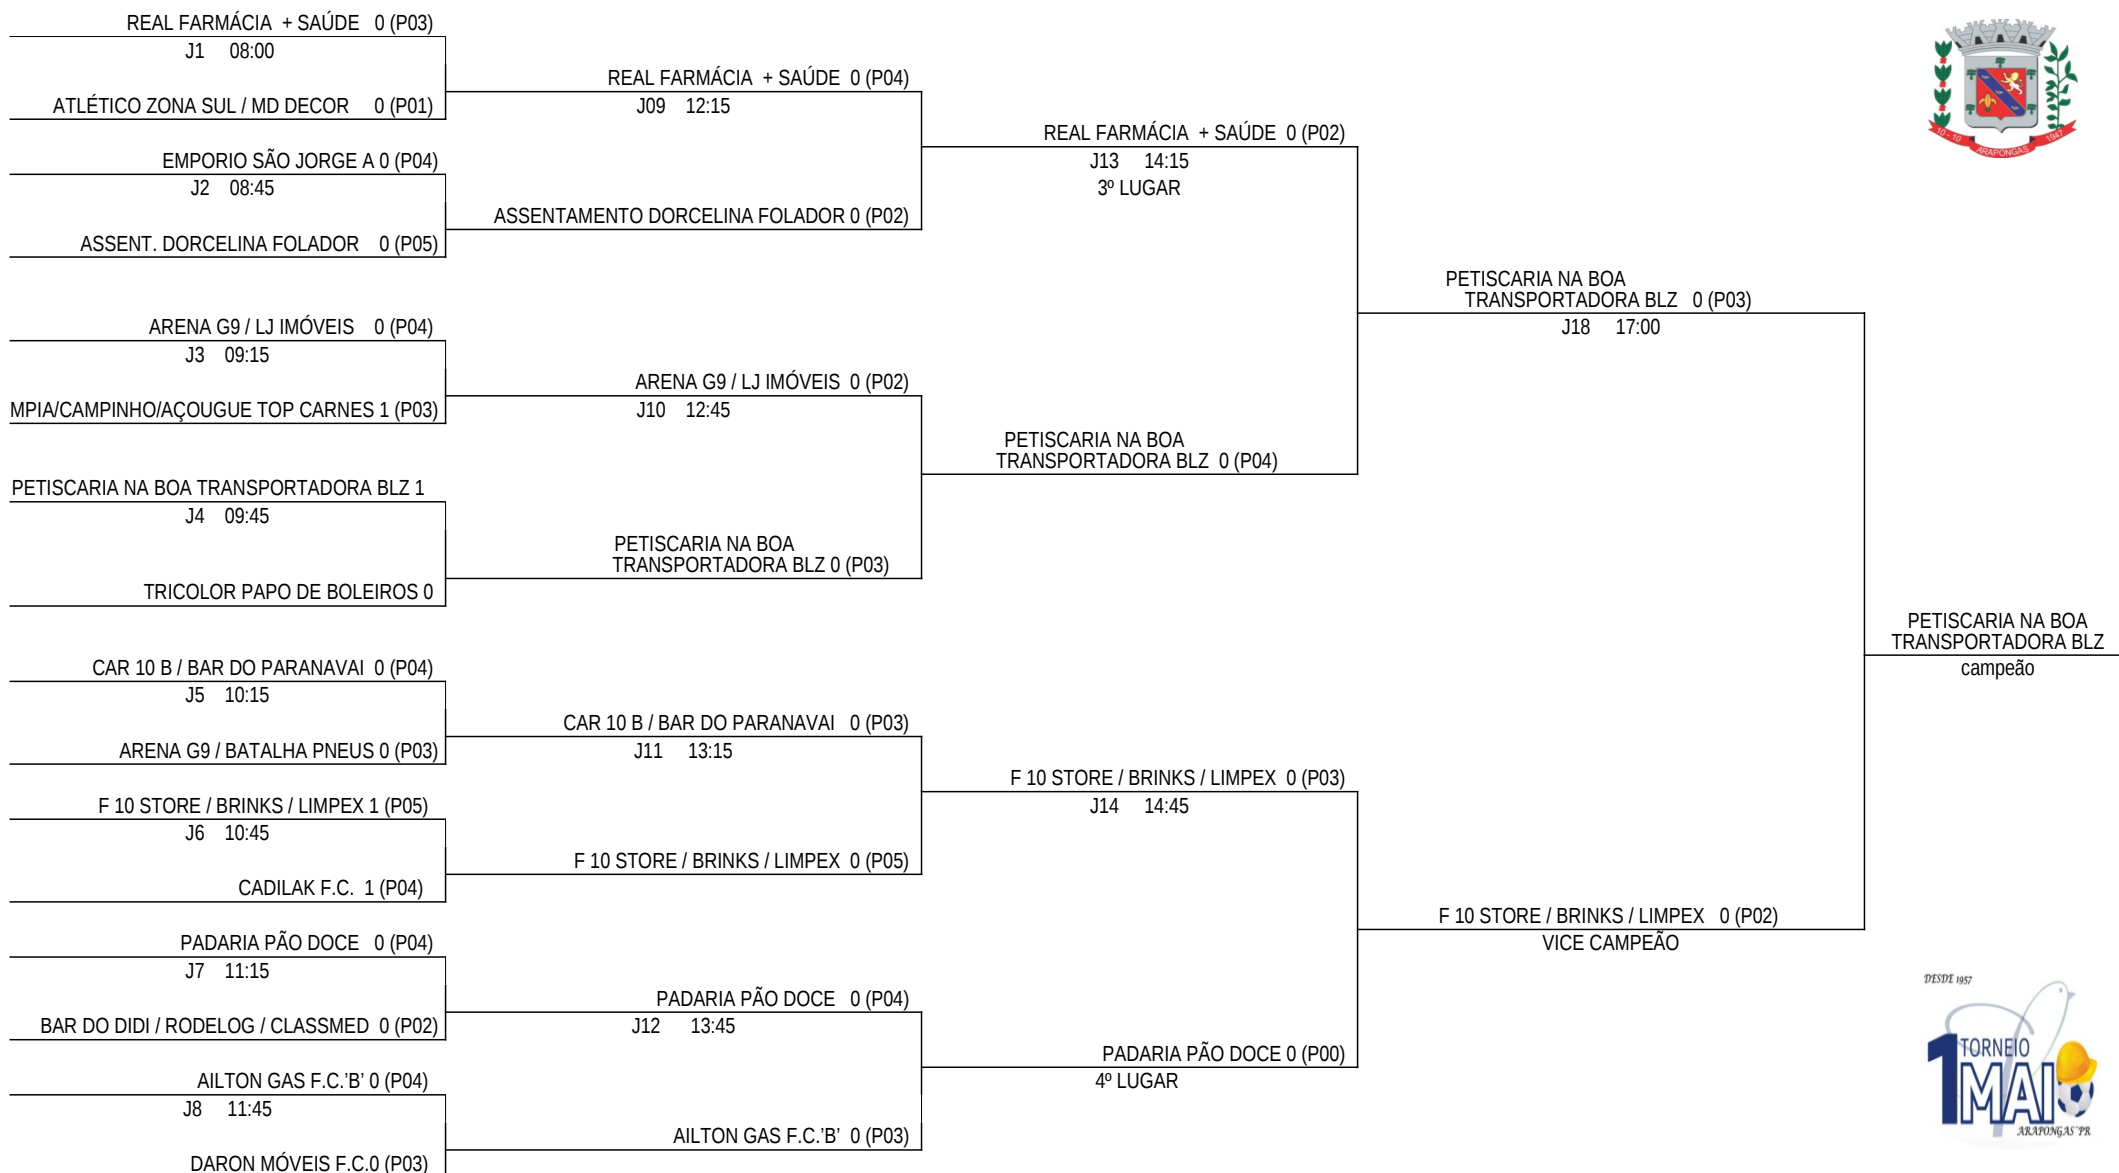 REAL FARMÁCIA + SAÚDE 0 (P03)
J1 08:00
ATLÉTICO ZONA SUL / MD DECOR 0 (P01)
EMPORIO SÃO JORGE A 0 (P04)
J2 08:45
ASSENT. DORCELINA FOLADOR 0 (P05)
ARENA G9 / LJ IMÓVEIS 0 (P04)
J3 09:15
MPIA/CAMPINHO/AÇOUGUE TOP CARNES 1 (P03)
PETISCARIA NA BOA TRANSPORTADORA BLZ 1
J4 09:45
TRICOLOR PAPO DE BOLEIROS 0
CAR 10 B / BAR DO PARANAVAI 0 (P04)
J5 10:15
ARENA G9 / BATALHA PNEUS 0 (P03)
F 10 STORE / BRINKS / LIMPEX 1 (P05)
J6 10:45
CADILAK F.C. 1 (P04)
PADARIA PÃO DOCE 0 (P04)
J7 11:15
BAR DO DIDI / RODELOG / CLASSMED 0 (P02)
AILTON GAS F.C.'B' 0 (P04)
J8 11:45
DARON MÓVEIS F.C.0 (P03)
REAL FARMÁCIA + SAÚDE 0 (P04)
J09 12:15
ASSENTAMENTO DORCELINA FOLADOR 0 (P02)
ARENA G9 / LJ IMÓVEIS 0 (P02)
J10 12:45
PETISCARIA NA BOA
TRANSPORTADORA BLZ 0 (P03)
CAR 10 B / BAR DO PARANAVAI 0 (P03)
J11 13:15
F 10 STORE / BRINKS / LIMPEX 0 (P05)
PADARIA PÃO DOCE 0 (P04)
J12 13:45
AILTON GAS F.C.'B' 0 (P03)
REAL FARMÁCIA + SAÚDE 0 (P02)
J13 14:15
3º LUGAR
PETISCARIA NA BOA
TRANSPORTADORA BLZ 0 (P04)
F 10 STORE / BRINKS / LIMPEX 0 (P03)
J14 14:45
PADARIA PÃO DOCE 0 (P00)
4º LUGAR
PETISCARIA NA BOA
TRANSPORTADORA BLZ 0 (P03)
J18 17:00
F 10 STORE / BRINKS / LIMPEX 0 (P02)
VICE CAMPEÃO
PETISCARIA NA BOA
TRANSPORTADORA BLZ
campeão
10 - 10
ARAPONGAS
1947
DESDE 1957
TORNEIO
1 MAIO
ARAPONGAS-PR